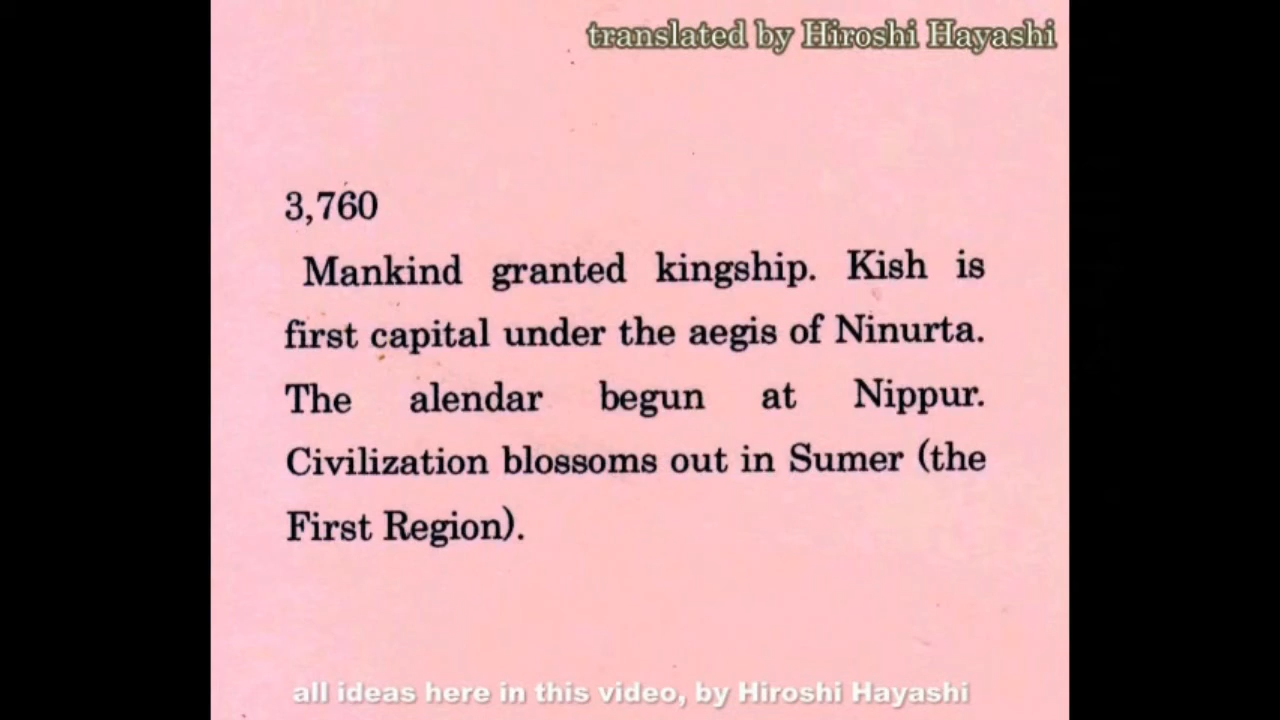 translated by Hiroshi Hayashi
3,760
Mankind granted kingship. Kish is
first capital under the aegis of Ninurta.
The alendar begun at Nippur.
Civilization blossoms out in Sumer (the
First Region).
all ideas here in this video, by Hiroshi Hayashi